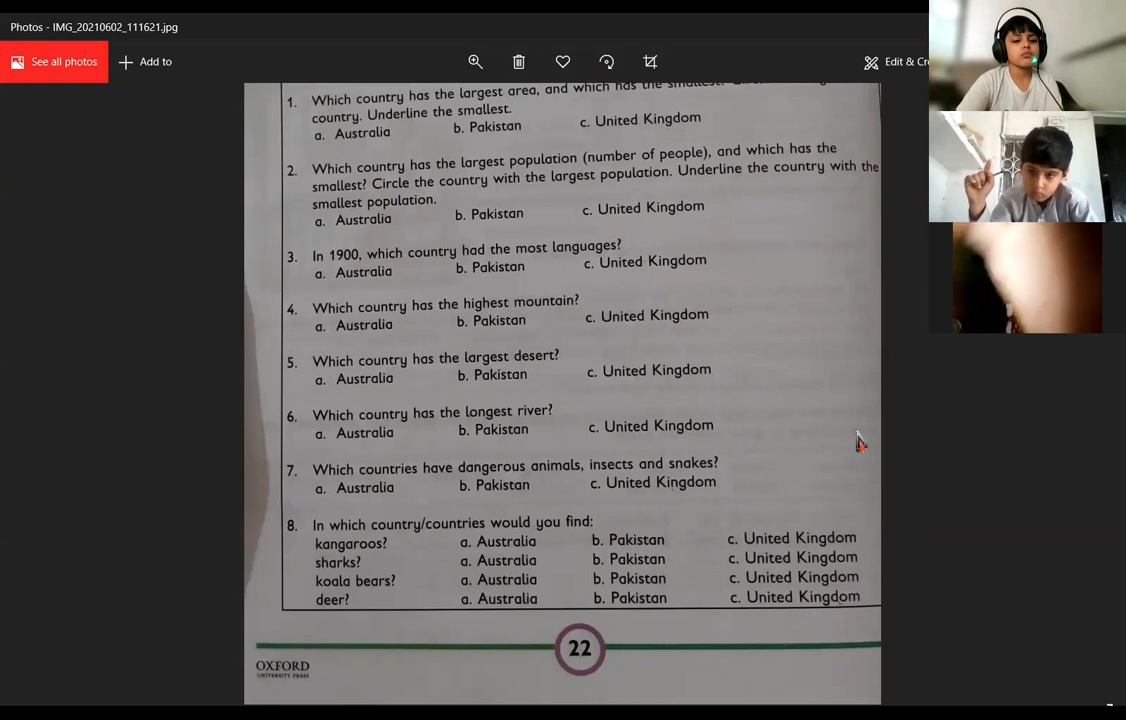 Photos - IMG_20210602_111621.jpg
See all photos
Add to
Edit &
1. Which country has the largest area, and which has the smallest?
country. Underline the smallest.
a. Australia b. Pakistan c. United Kingdom
2. Which country has the largest population (number of people), and which has the
smallest? Circle the country with the largest population. Underline the country with the
smallest population.
a. Australia b. Pakistan c. United Kingdom
3. In 1900, which country had the most languages?
a. Australia b. Pakistan c. United Kingdom
4. Which country has the highest mountain?
a. Australia b. Pakistan c. United Kingdom
5. Which country has the largest desert?
a. Australia b. Pakistan c. United Kingdom
6. Which country has the longest river?
a. Australia b. Pakistan c. United Kingdom
7. Which countries have dangerous animals, insects and snakes?
a. Australia b. Pakistan c. United Kingdom
8. In which country/countries would you find:
kangaroos? a. Australia b. Pakistan c. United Kingdom
sharks? a. Australia b. Pakistan c. United Kingdom
koala bears? a. Australia b. Pakistan c. United Kingdom
deer? a. Australia b. Pakistan c. United Kingdom
22
OXFORD
UNIVERSITY PRESS